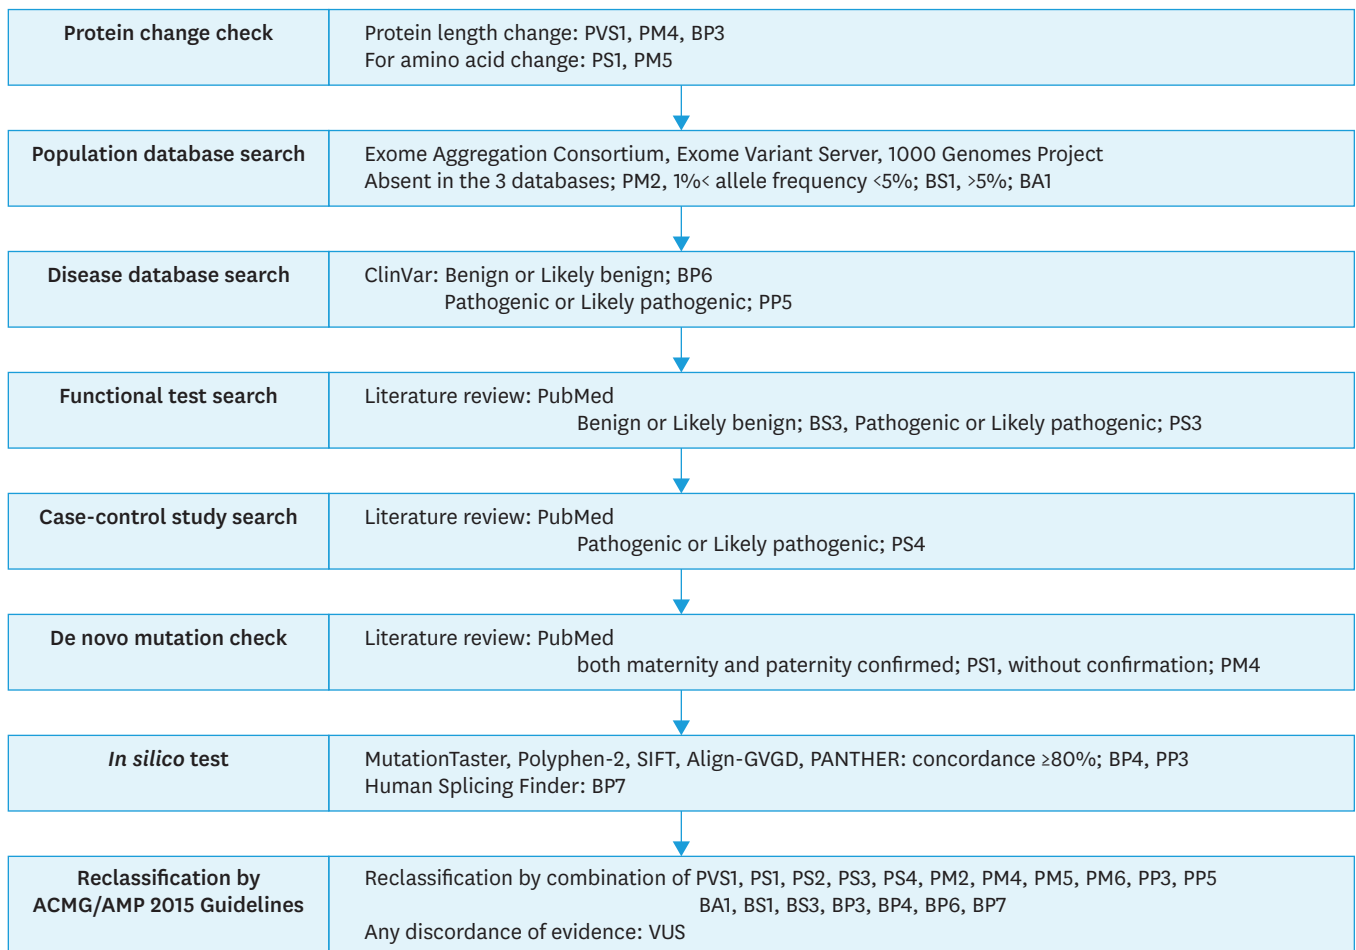 Protein change check
Protein length change: PVS1, PM4, BP3
For amino acid change: PS1, PM5
Population database search
Exome Aggregation Consortium, Exome Variant Server, 1000 Genomes Project
Absent in the 3 databases; PM2, 1%< allele frequency <5%; BS1, >5%; BA1
Disease database search
ClinVar: Benign or Likely benign; BP6
Pathogenic or Likely pathogenic; PP5
Functional test search
Literature review: PubMed
Benign or Likely benign; BS3, Pathogenic or Likely pathogenic; PS3
Case-control study search
Literature review: PubMed
Pathogenic or Likely pathogenic; PS4
De novo mutation check
Literature review: PubMed
both maternity and paternity confirmed; PS1, without confirmation; PM4
In silico test
MutationTaster, Polyphen-2, SIFT, Align-GVGD, PANTHER: concordance ≥80%; BP4, PP3
Human Splicing Finder: BP7
Reclassification by
ACMG/AMP 2015 Guidelines
Reclassification by combination of PVS1, PS1, PS2, PS3, PS4, PM2, PM4, PM5, PM6, PP3, PP5
BA1, BS1, BS3, BP3, BP4, BP6, BP7
Any discordance of evidence: VUS